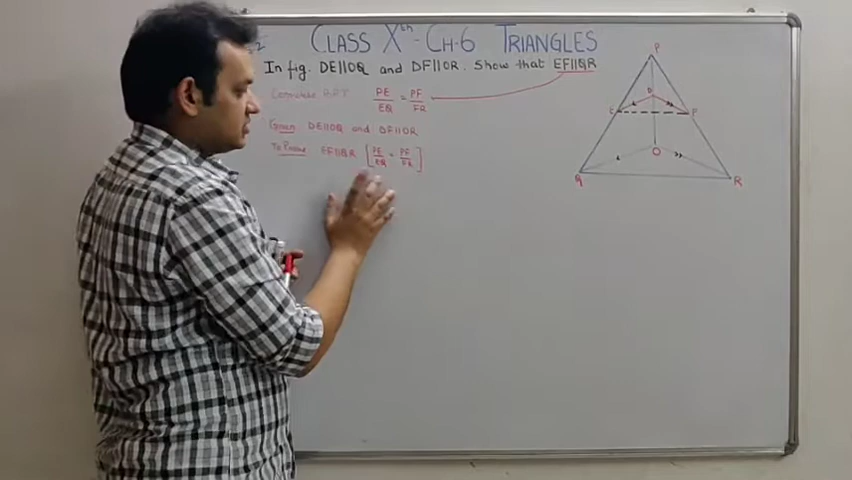 2 CLASS Xth - CH-6 TRIANGLES
In fig. DE||OQ and DF||OR. Show that EF||QR
PE/EQ = PF/FR
Given DE||OQ and DF||OR
To Prove EF||QR [PE/EQ = PF/FR]
P
D
E F
O
Q R